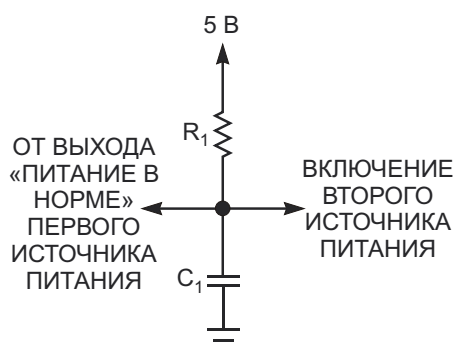 5 В
R1
ОТ ВЫХОДА
«ПИТАНИЕ В
НОРМЕ»
ПЕРВОГО
ИСТОЧНИКА
ПИТАНИЯ
ВКЛЮЧЕНИЕ
ВТОРОГО
ИСТОЧНИКА
ПИТАНИЯ
C1